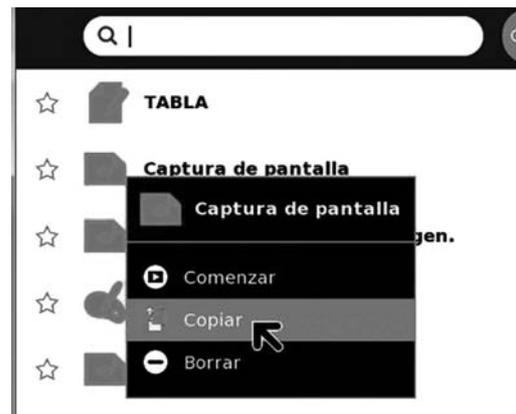 TABLA
Captura de pantalla
Captura de pantalla
gen.
Comenzar
Copiar
Borrar